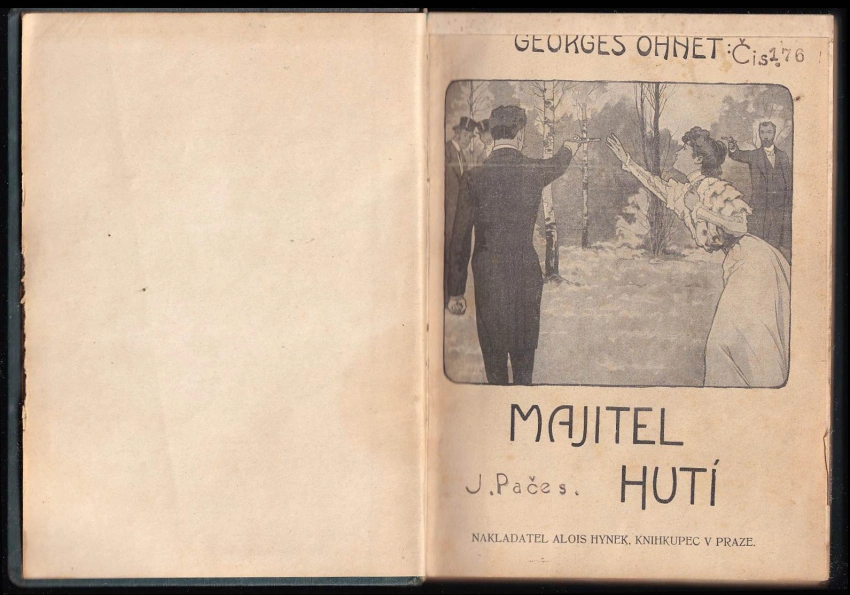 GEORGES OHNET:
Čís. 176
MAJITEL
HUTÍ
J. Pačes.
NAKLADATEL ALOIS HYNEK, KNIHKUPEC V PRAZE.